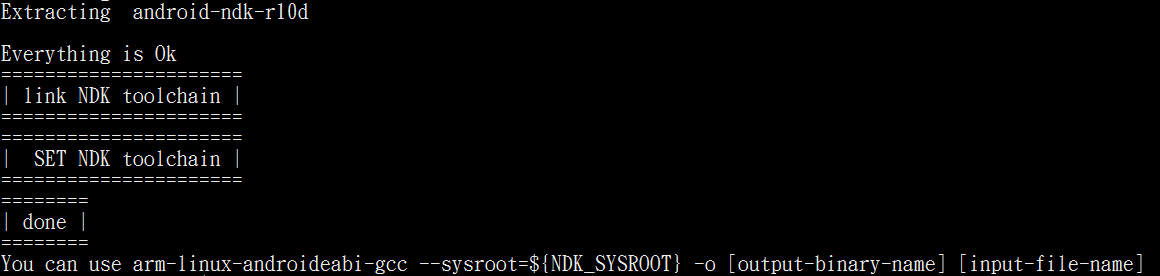 Extracting  android-ndk-r10d
Everything is Ok
======================
| link NDK toolchain |
======================
======================
|  SET NDK toolchain |
======================
========
| done |
========
You can use arm-linux-androideabi-gcc --sysroot=${NDK_SYSROOT} -o [output-binary-name] [input-file-name]